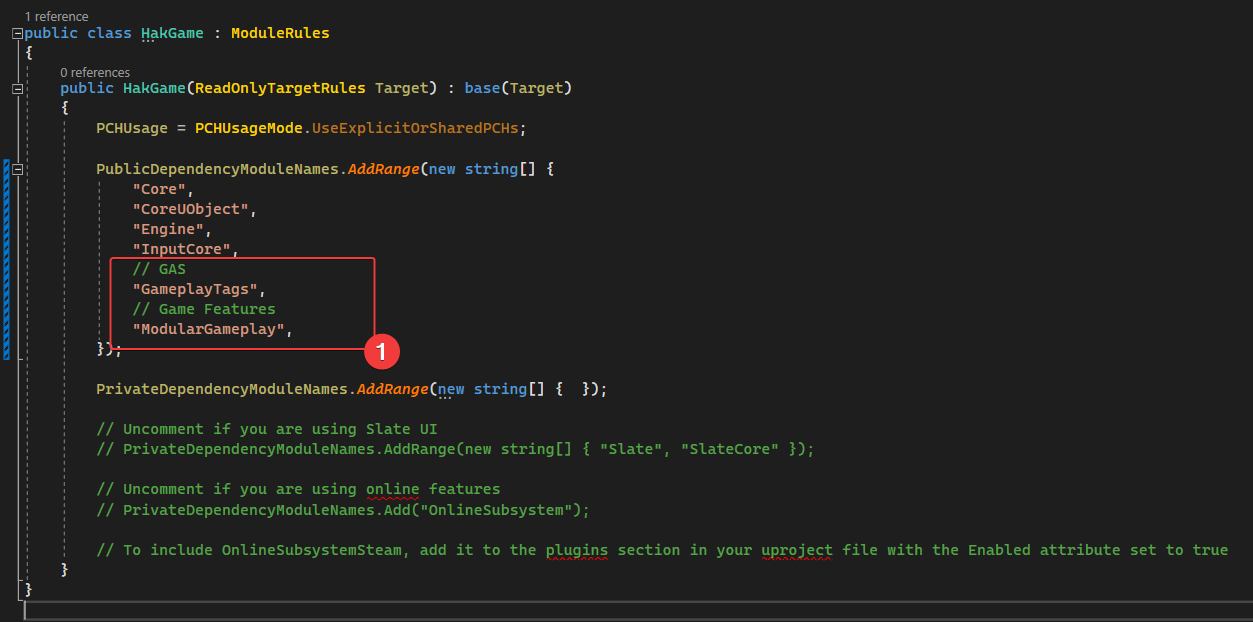 1 reference
public class HakGame : ModuleRules
{
0 references
public HakGame(ReadOnlyTargetRules Target) : base(Target)
{
PCHUsage = PCHUsageMode.UseExplicitOrSharedPCHs;
PublicDependencyModuleNames.AddRange(new string[] {
"Core",
"CoreUObject",
"Engine",
"InputCore",
// GAS
"GameplayTags",
// Game Features
"ModularGameplay",
});
1
PrivateDependencyModuleNames.AddRange(new string[] {  });
// Uncomment if you are using Slate UI
// PrivateDependencyModuleNames.AddRange(new string[] { "Slate", "SlateCore" });
// Uncomment if you are using online features
// PrivateDependencyModuleNames.Add("OnlineSubsystem");
// To include OnlineSubsystemSteam, add it to the plugins section in your uproject file with the Enabled attribute set to true
}
}